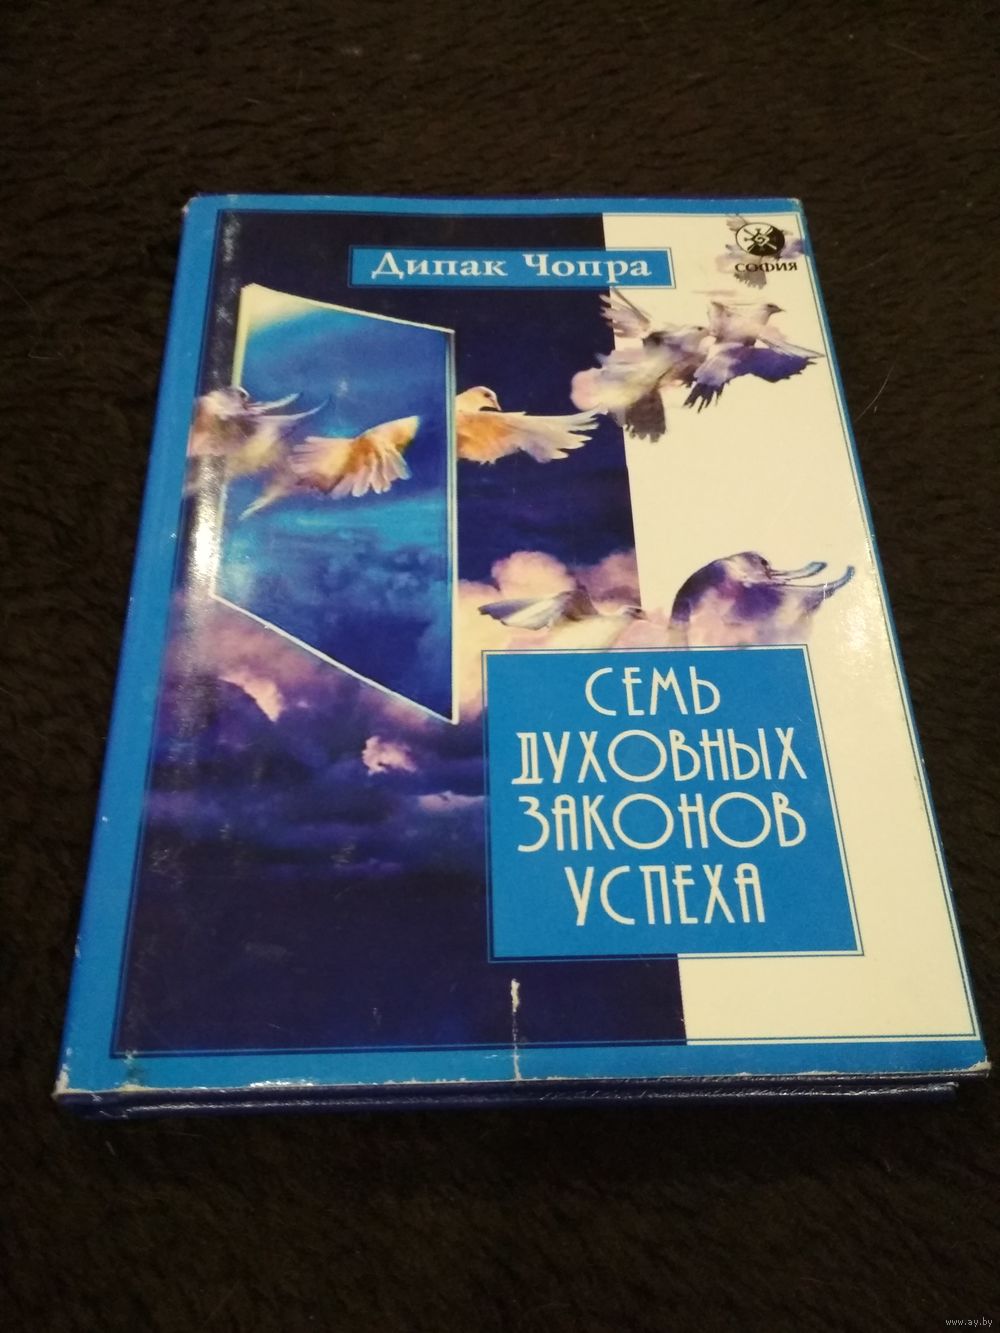 Дипак Чопра
СОФИЯ
СЕМЬ
ДУХОВНЫХ
ЗАКОНОВ
УСПЕХА
www.ay.by